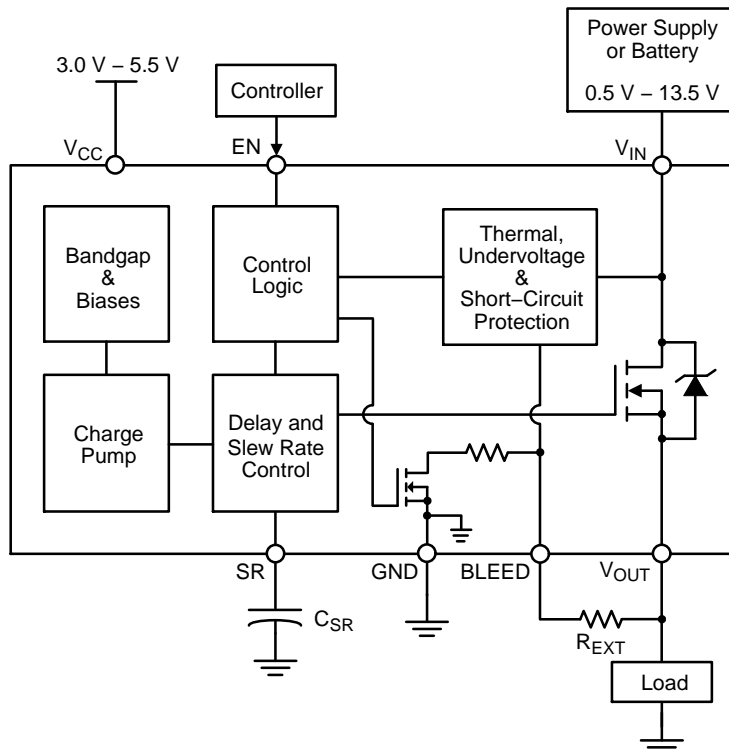 Power Supply
or Battery
0.5 V – 13.5 V
3.0 V – 5.5 V
Controller
VCC
EN
VIN
Bandgap
&
Biases
Control
Logic
Thermal,
Undervoltage
&
Short–Circuit
Protection
Charge
Pump
Delay and
Slew Rate
Control
SR
GND
BLEED
VOUT
CSR
REXT
Load